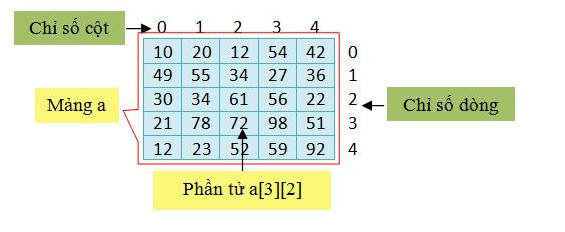 Chỉ số cột
0 1 2 3 4
10 20 12 54 42 0
49 55 34 27 36 1
30 34 61 56 22 2
Mảng a
Chỉ số dòng
21 78 72 98 51 3
12 23 52 59 92 4
Phần tử a[3][2]